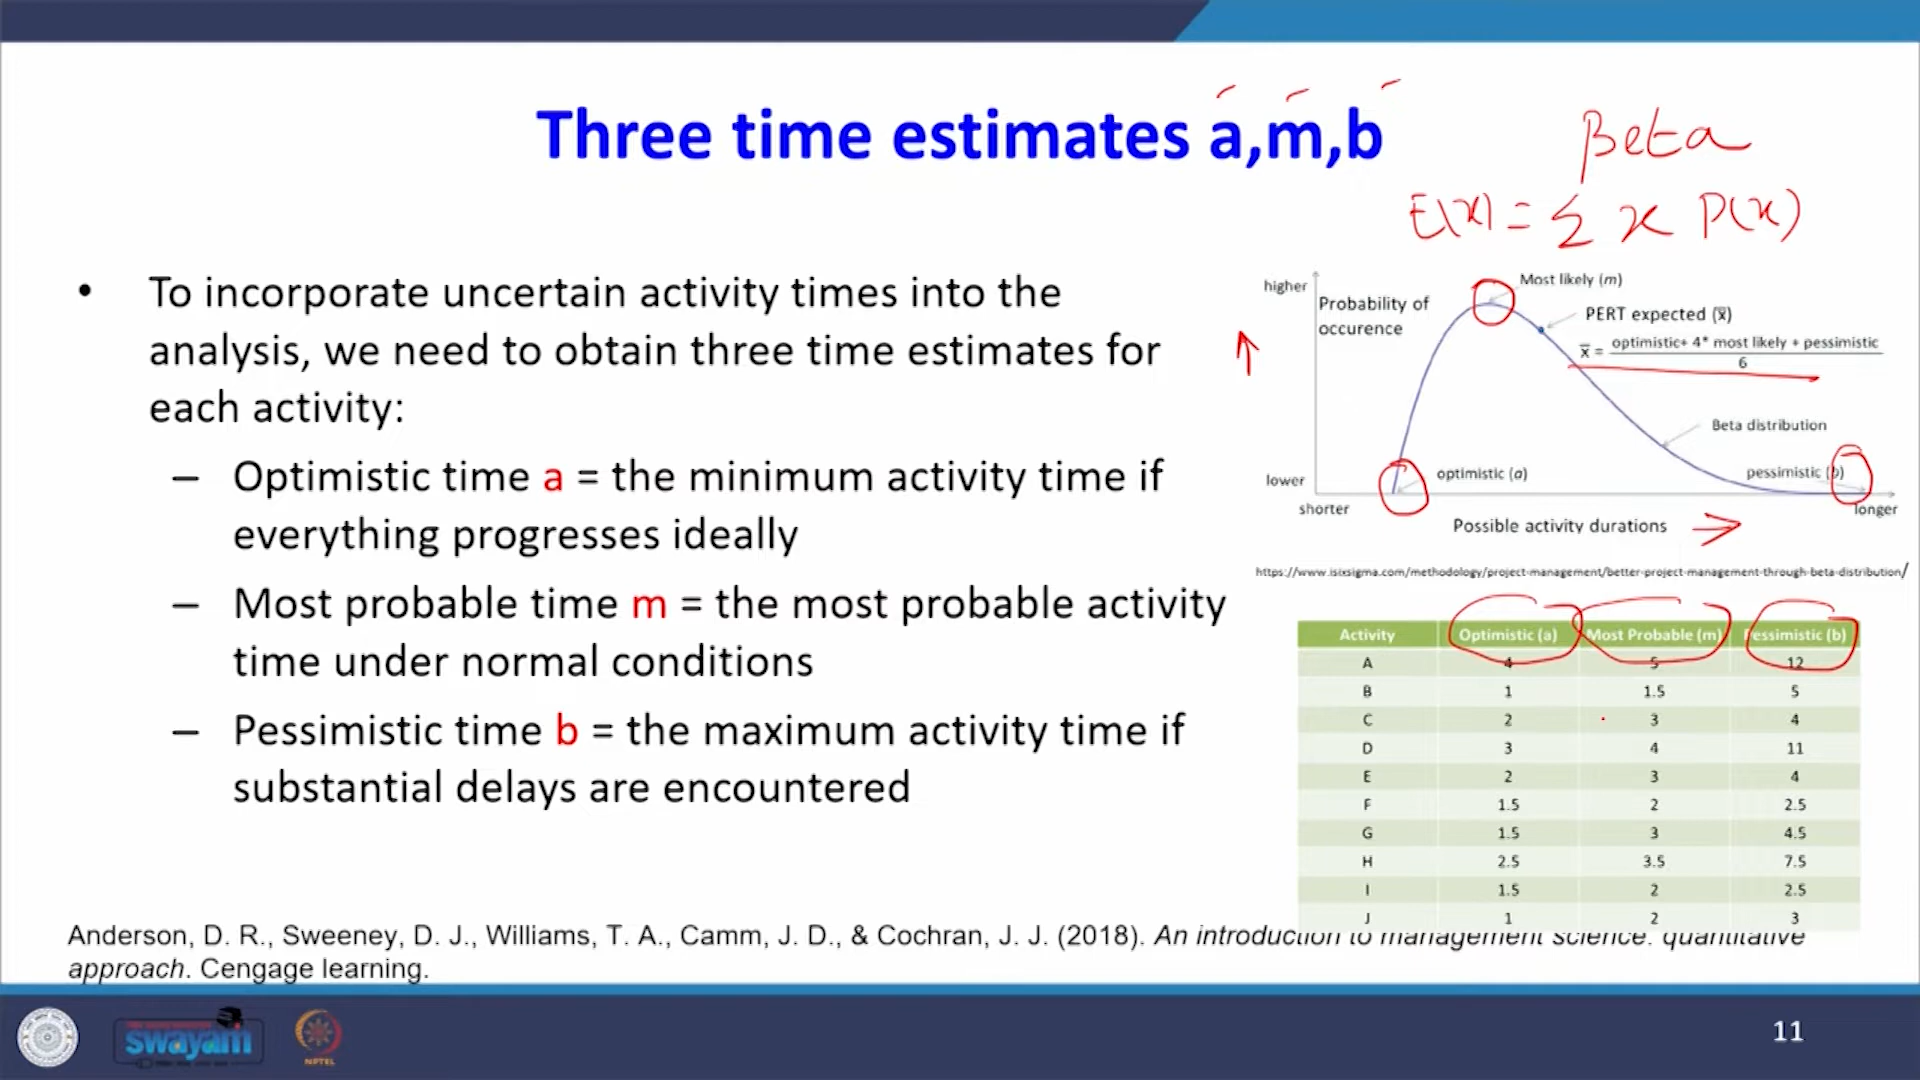 Three time estimates a,m,b
Beta
E(x) = Σ x P(x)
• To incorporate uncertain activity times into the
analysis, we need to obtain three time estimates for
each activity:
– Optimistic time a = the minimum activity time if
everything progresses ideally
– Most probable time m = the most probable activity
time under normal conditions
– Pessimistic time b = the maximum activity time if
substantial delays are encountered
higher
Probability of
occurence
Most likely (m)
PERT expected (x̅)
x̅ = optimistic+ 4* most likely + pessimistic
6
Beta distribution
optimistic (a)
pessimistic (b)
lower
shorter
longer
Possible activity durations
https://www.isixsigma.com/methodology/project-management/better-project-management-through-beta-distribution/
Activity Optimistic (a) Most Probable (m) Pessimistic (b)
A 4 5 12
B 1 1.5 5
C 2 3 4
D 3 4 11
E 2 3 4
F 1.5 2 2.5
G 1.5 3 4.5
H 2.5 3.5 7.5
I 1.5 2 2.5
J 1 2 3
Anderson, D. R., Sweeney, D. J., Williams, T. A., Camm, J. D., & Cochran, J. J. (2018). An introduction to management science: quantitative
approach. Cengage learning.
swayam
NPTEL
11